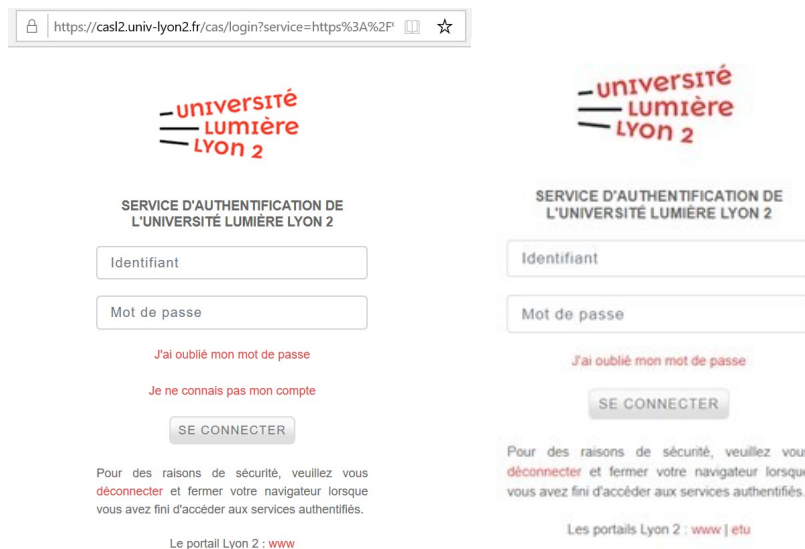 https://casl2.univ-lyon2.fr/cas/login?service=https%3A%2F
université
Lumière
Lyon 2
SERVICE D'AUTHENTIFICATION DE
L'UNIVERSITÉ LUMIÈRE LYON 2
Identifiant
Mot de passe
J'ai oublié mon mot de passe
Je ne connais pas mon compte
SE CONNECTER
Pour des raisons de sécurité, veuillez vous
déconnecter et fermer votre navigateur lorsque
vous avez fini d'accéder aux services authentifiés.
Le portail Lyon 2 : www
université
Lumière
Lyon 2
SERVICE D'AUTHENTIFICATION DE
L'UNIVERSITÉ LUMIÈRE LYON 2
Identifiant
Mot de passe
J'ai oublié mon mot de passe
SE CONNECTER
Pour des raisons de sécurité, veuillez vous
déconnecter et fermer votre navigateur lorsque
vous avez fini d'accéder aux services authentifiés.
Les portails Lyon 2 : www | etu